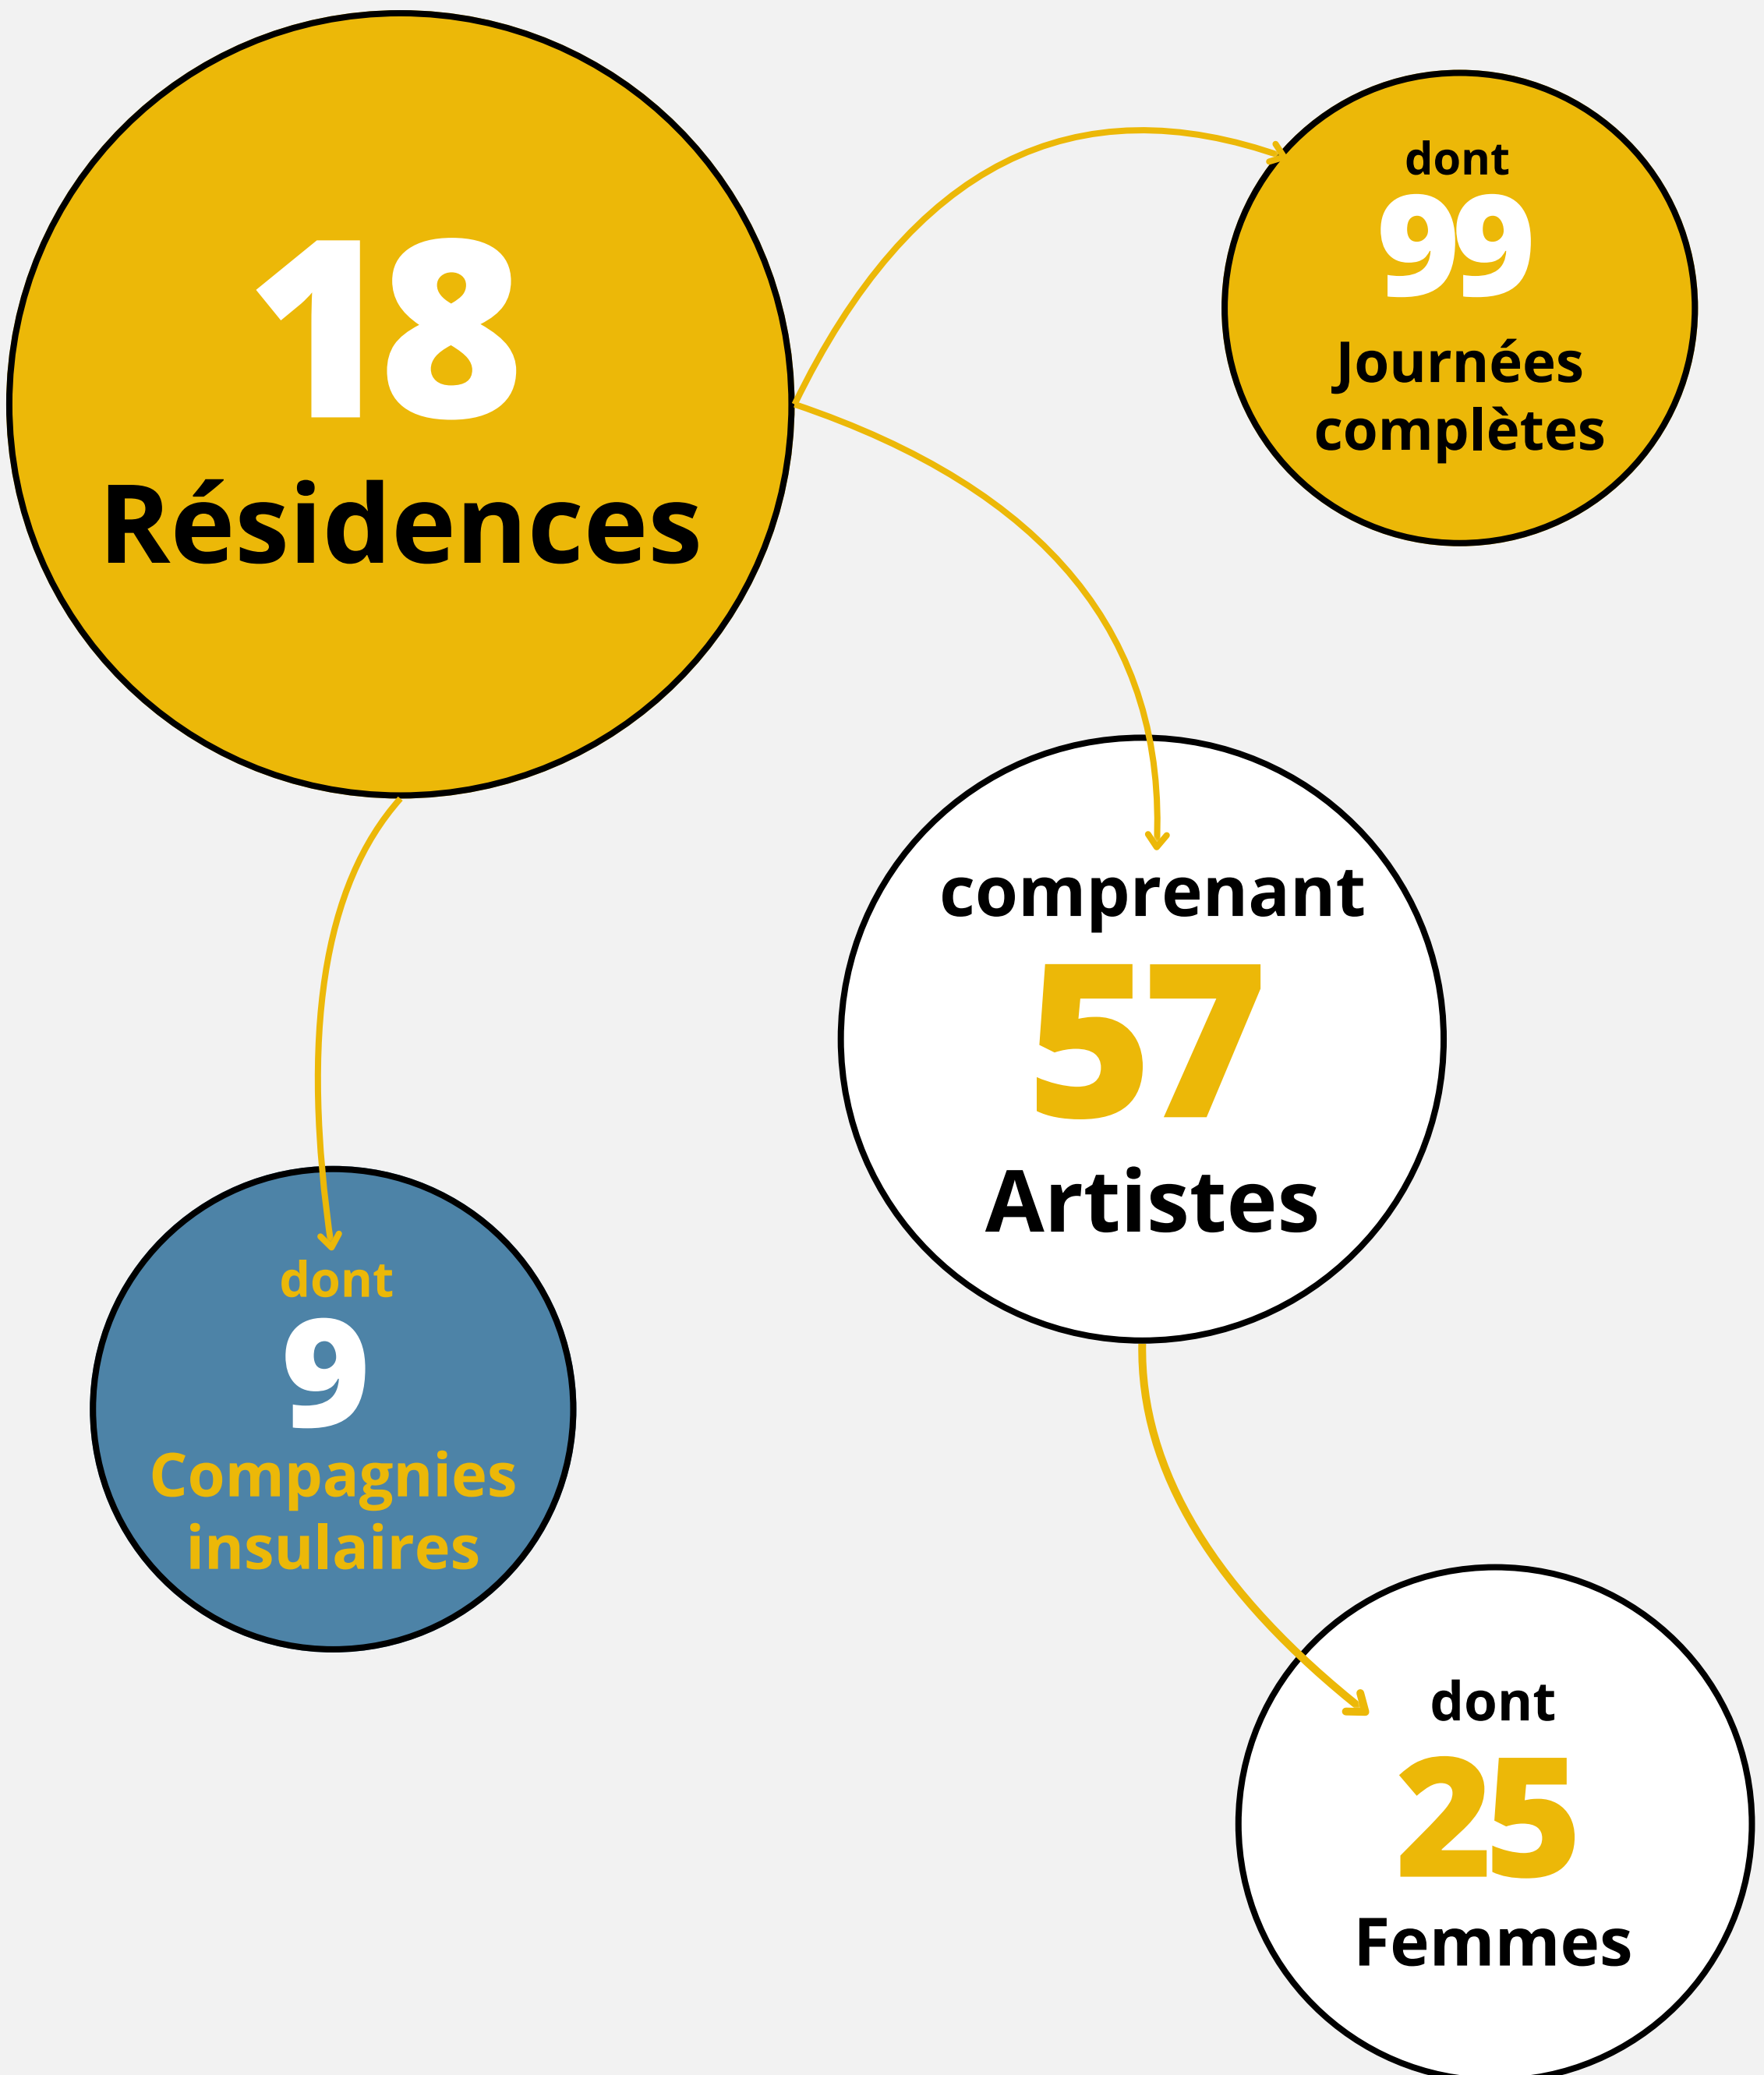 18
Résidences
dont
99
Journées
complètes
comprenant
57
Artistes
dont
9
Compagnies
insulaires
dont
25
Femmes